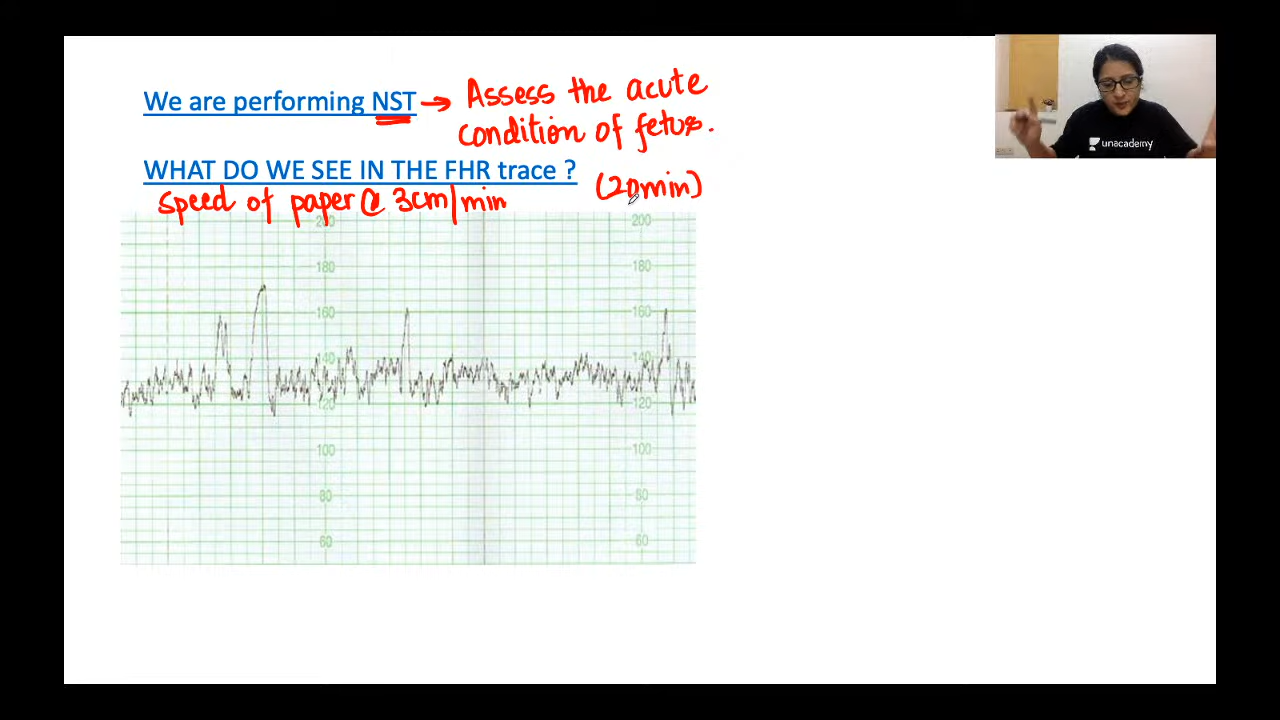 We are performing NST → Assess the acute
condition of fetus.
unacademy
WHAT DO WE SEE IN THE FHR trace ?
(20min)
speed of paper @ 3cm/min
200 200
180 180
160 160
140 140
120 120
100 100
80 80
60 60